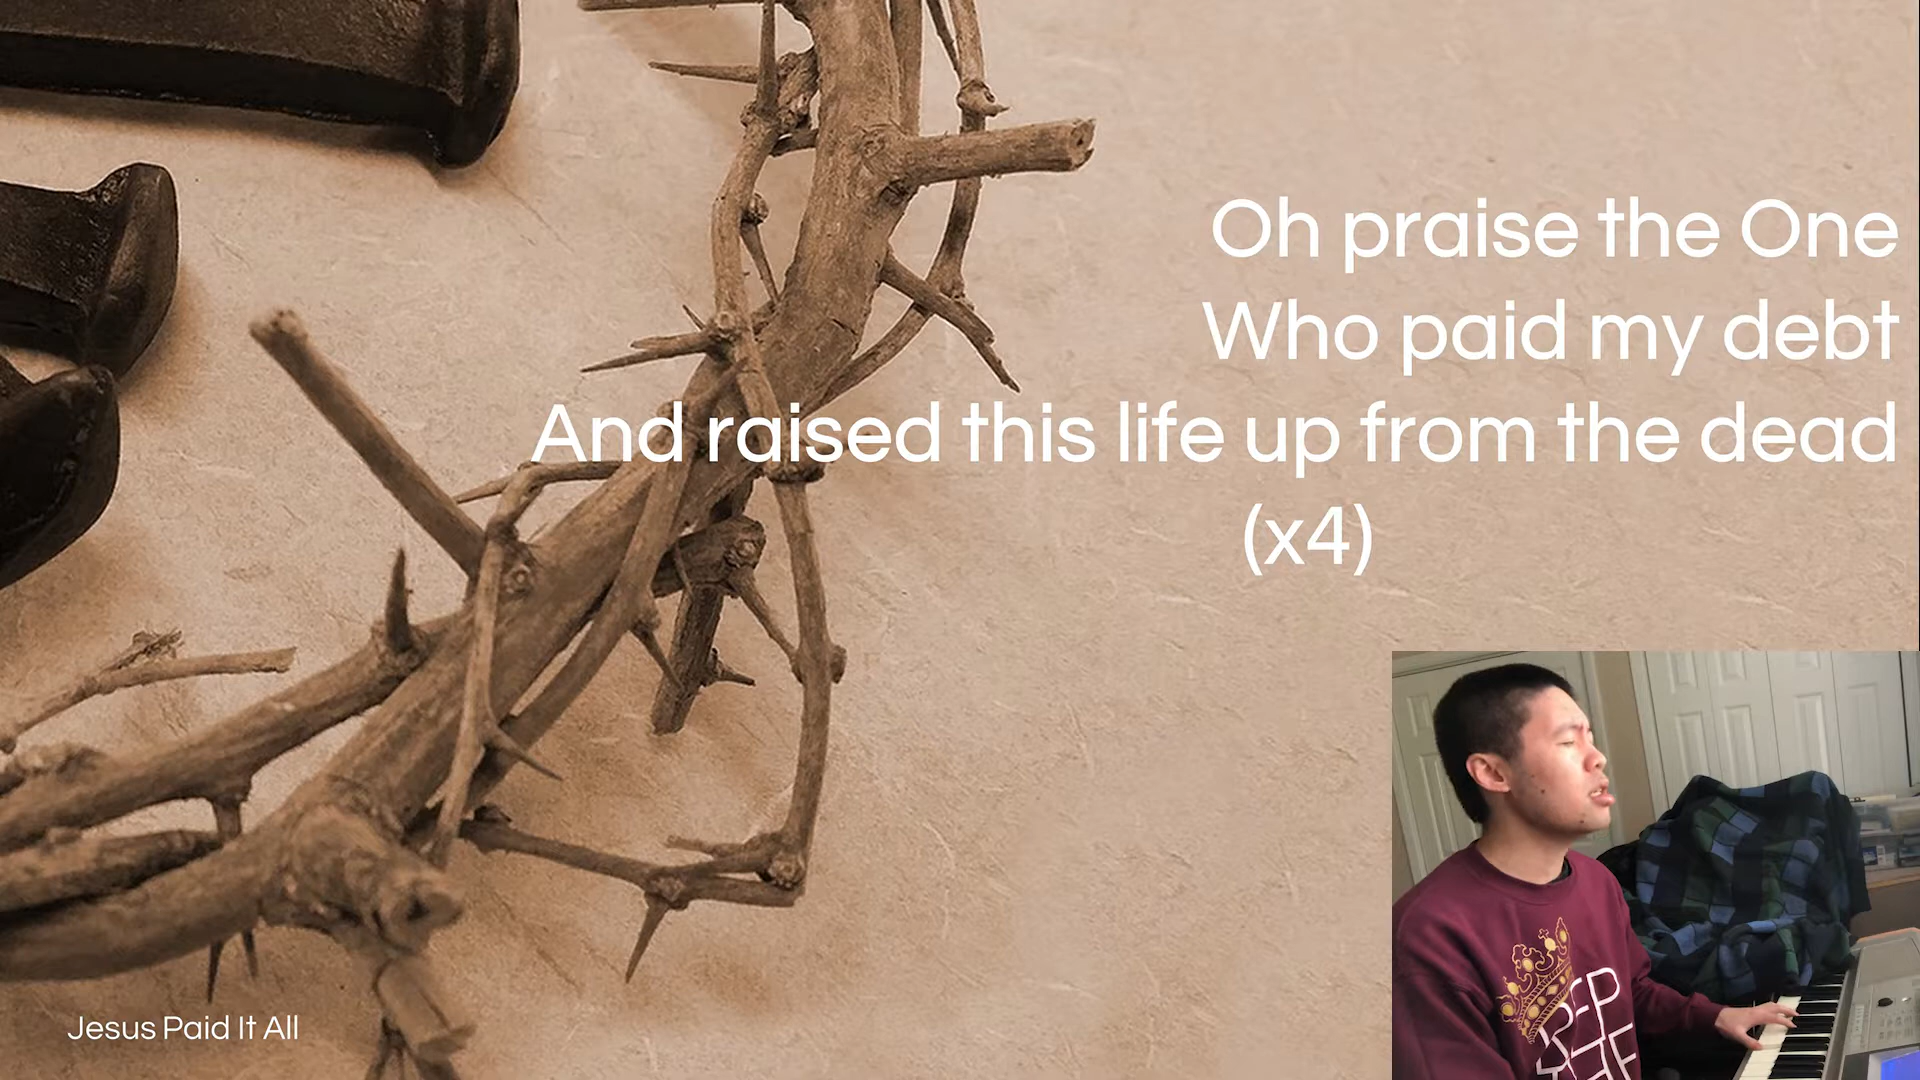 Oh praise the One
Who paid my debt
And raised this life up from the dead
(x4)
Jesus Paid It All